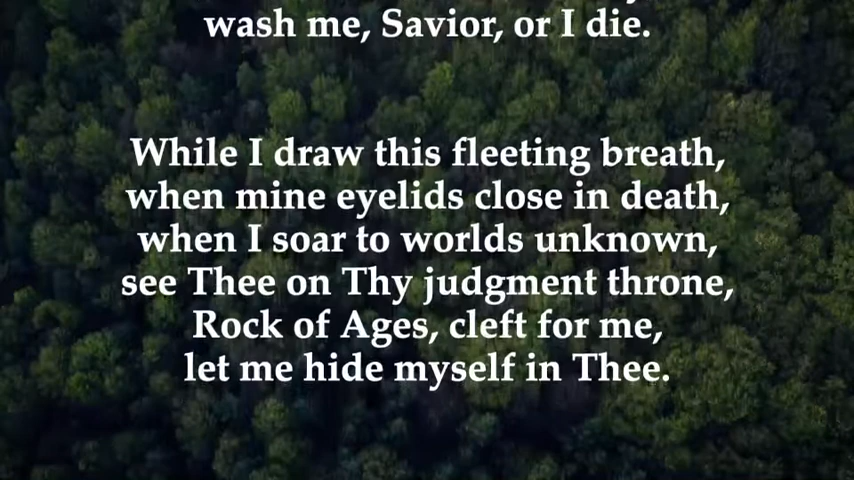 wash me, Savior, or I die.
While I draw this fleeting breath,
when mine eyelids close in death,
when I soar to worlds unknown,
see Thee on Thy judgment throne,
Rock of Ages, cleft for me,
let me hide myself in Thee.